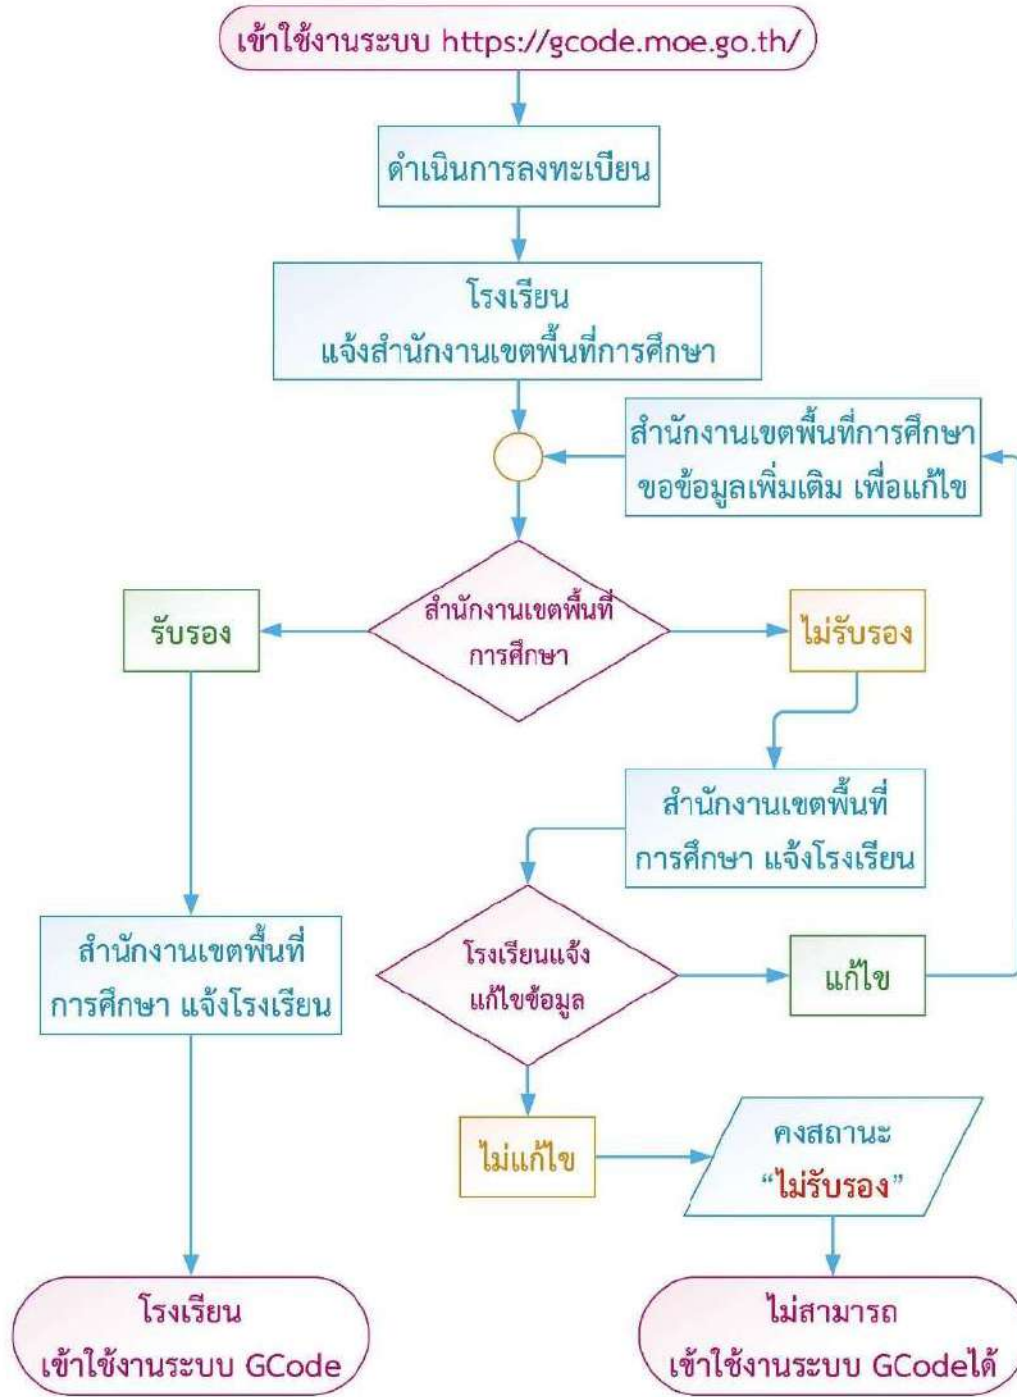 เข้าใช้งานระบบ https://gcode.moe.go.th/
ดำเนินการลงทะเบียน
โรงเรียน
แจ้งสำนักงานเขตพื้นที่การศึกษา
สำนักงานเขตพื้นที่การศึกษา
ขอข้อมูลเพิ่มเติม เพื่อแก้ไข
สำนักงานเขตพื้นที่
การศึกษา
รับรอง
ไม่รับรอง
สำนักงานเขตพื้นที่
การศึกษา แจ้งโรงเรียน
สำนักงานเขตพื้นที่
การศึกษา แจ้งโรงเรียน
โรงเรียนแจ้ง
แก้ไขข้อมูล
แก้ไข
ไม่แก้ไข
คงสถานะ
“ไม่รับรอง”
โรงเรียน
เข้าใช้งานระบบ GCode
ไม่สามารถ
เข้าใช้งานระบบ GCodeได้